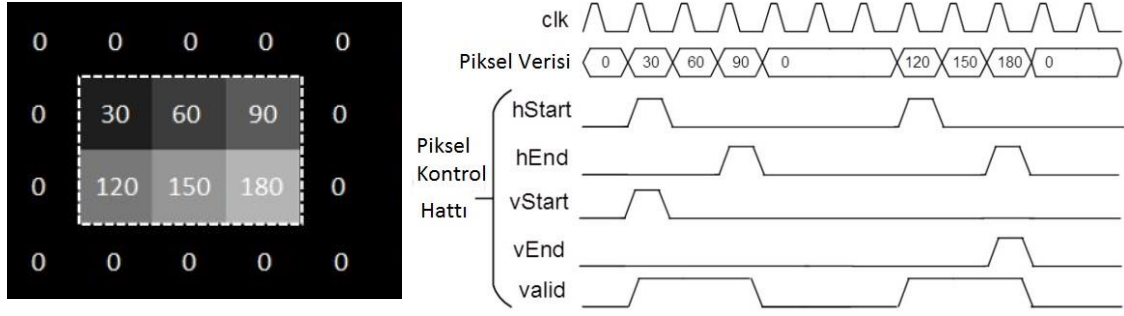 0 0 0 0 0
0 30 60 90 0
0 120 150 180 0
0 0 0 0 0
clk
Piksel Verisi 0 30 60 90 0 120 150 180 0
Piksel
Kontrol
Hattı
hStart
hEnd
vStart
vEnd
valid